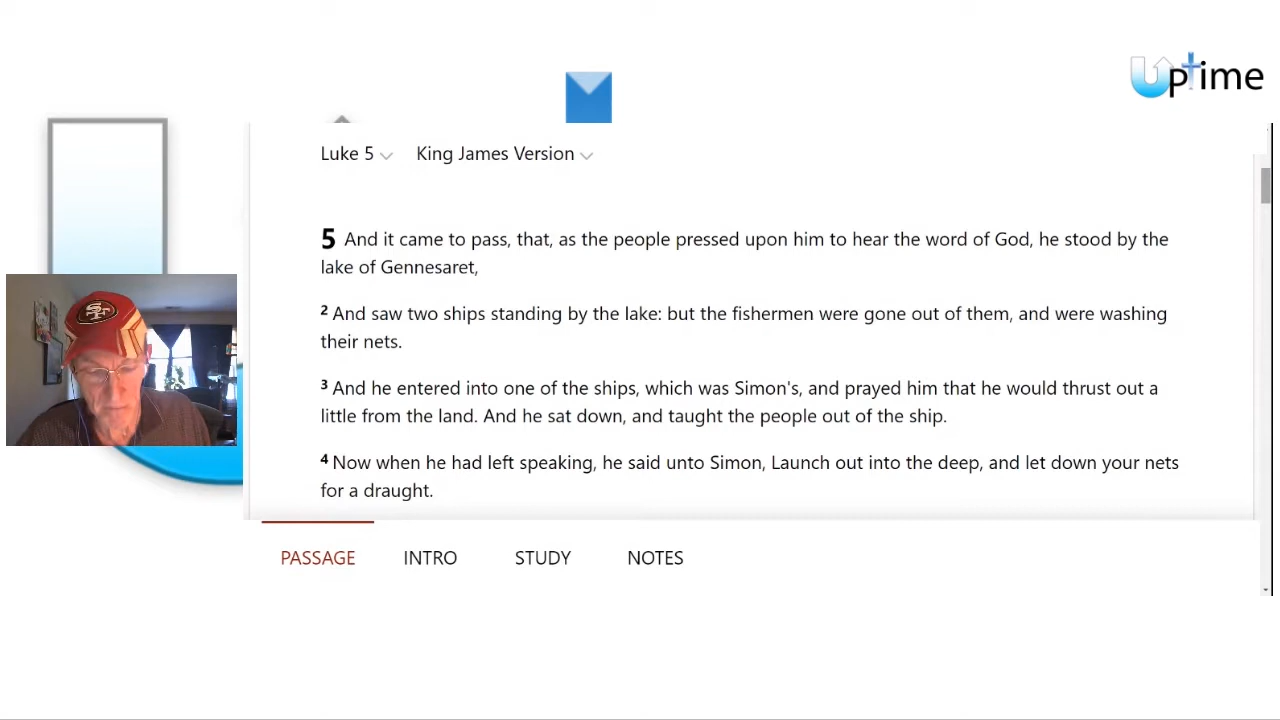 Uptime
Luke 5 King James Version
5 And it came to pass, that, as the people pressed upon him to hear the word of God, he stood by the
lake of Gennesaret,
2 And saw two ships standing by the lake: but the fishermen were gone out of them, and were washing
their nets.
3 And he entered into one of the ships, which was Simon's, and prayed him that he would thrust out a
little from the land. And he sat down, and taught the people out of the ship.
SF
4 Now when he had left speaking, he said unto Simon, Launch out into the deep, and let down your nets
for a draught.
PASSAGE INTRO STUDY NOTES